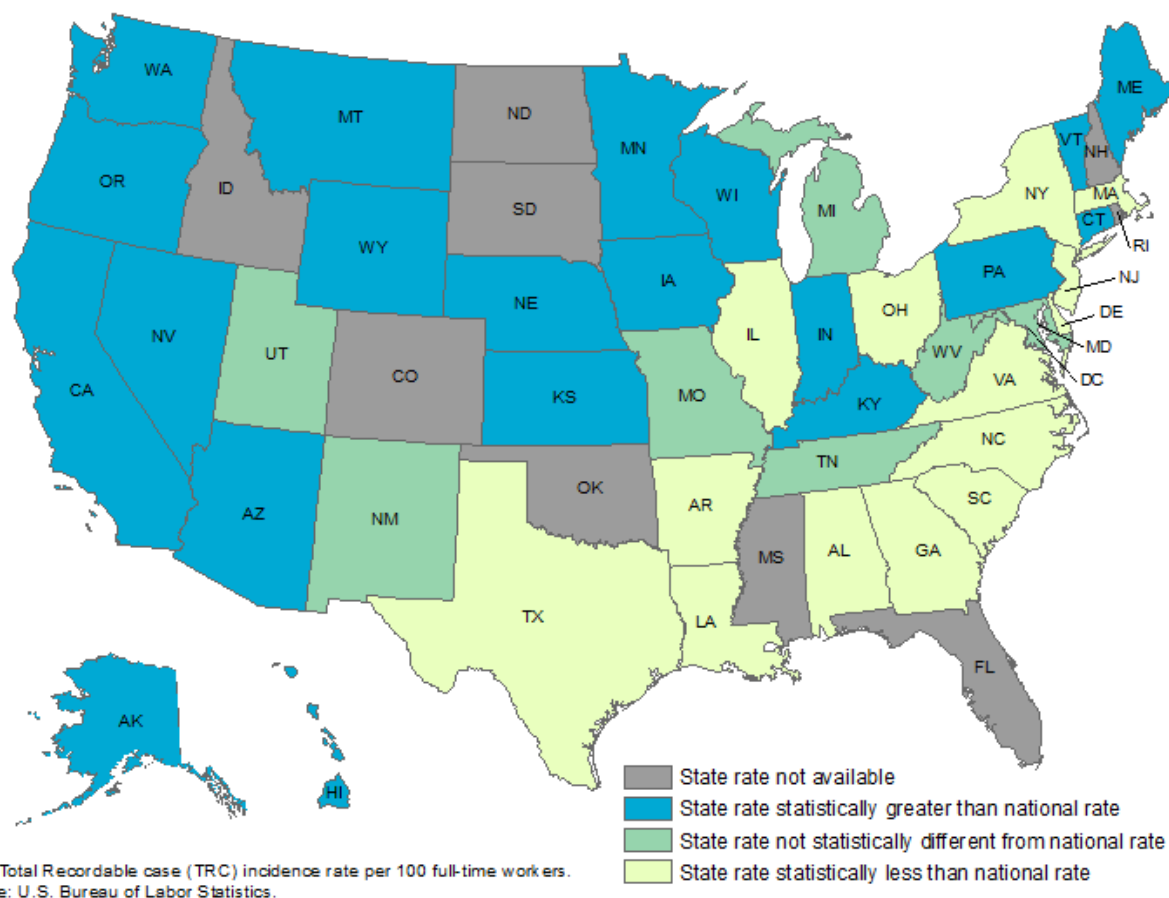 WA
MT
ND
MN
ME
VT
NH
OR
ID
SD
WI
MI
NY
MA
CT
RI
WY
IA
PA
NJ
NE
NV
UT
IL
IN
OH
DE
MD
DC
CO
WV
VA
CA
KS
MO
KY
NC
TN
AZ
NM
OK
AR
SC
MS
AL
GA
TX
LA
FL
AK
HI
State rate not available
State rate statistically greater than national rate
State rate not statistically different from national rate
State rate statistically less than national rate
Total Recordable case (TRC) incidence rate per 100 full-time workers.
e: U.S. Bureau of Labor Statistics.